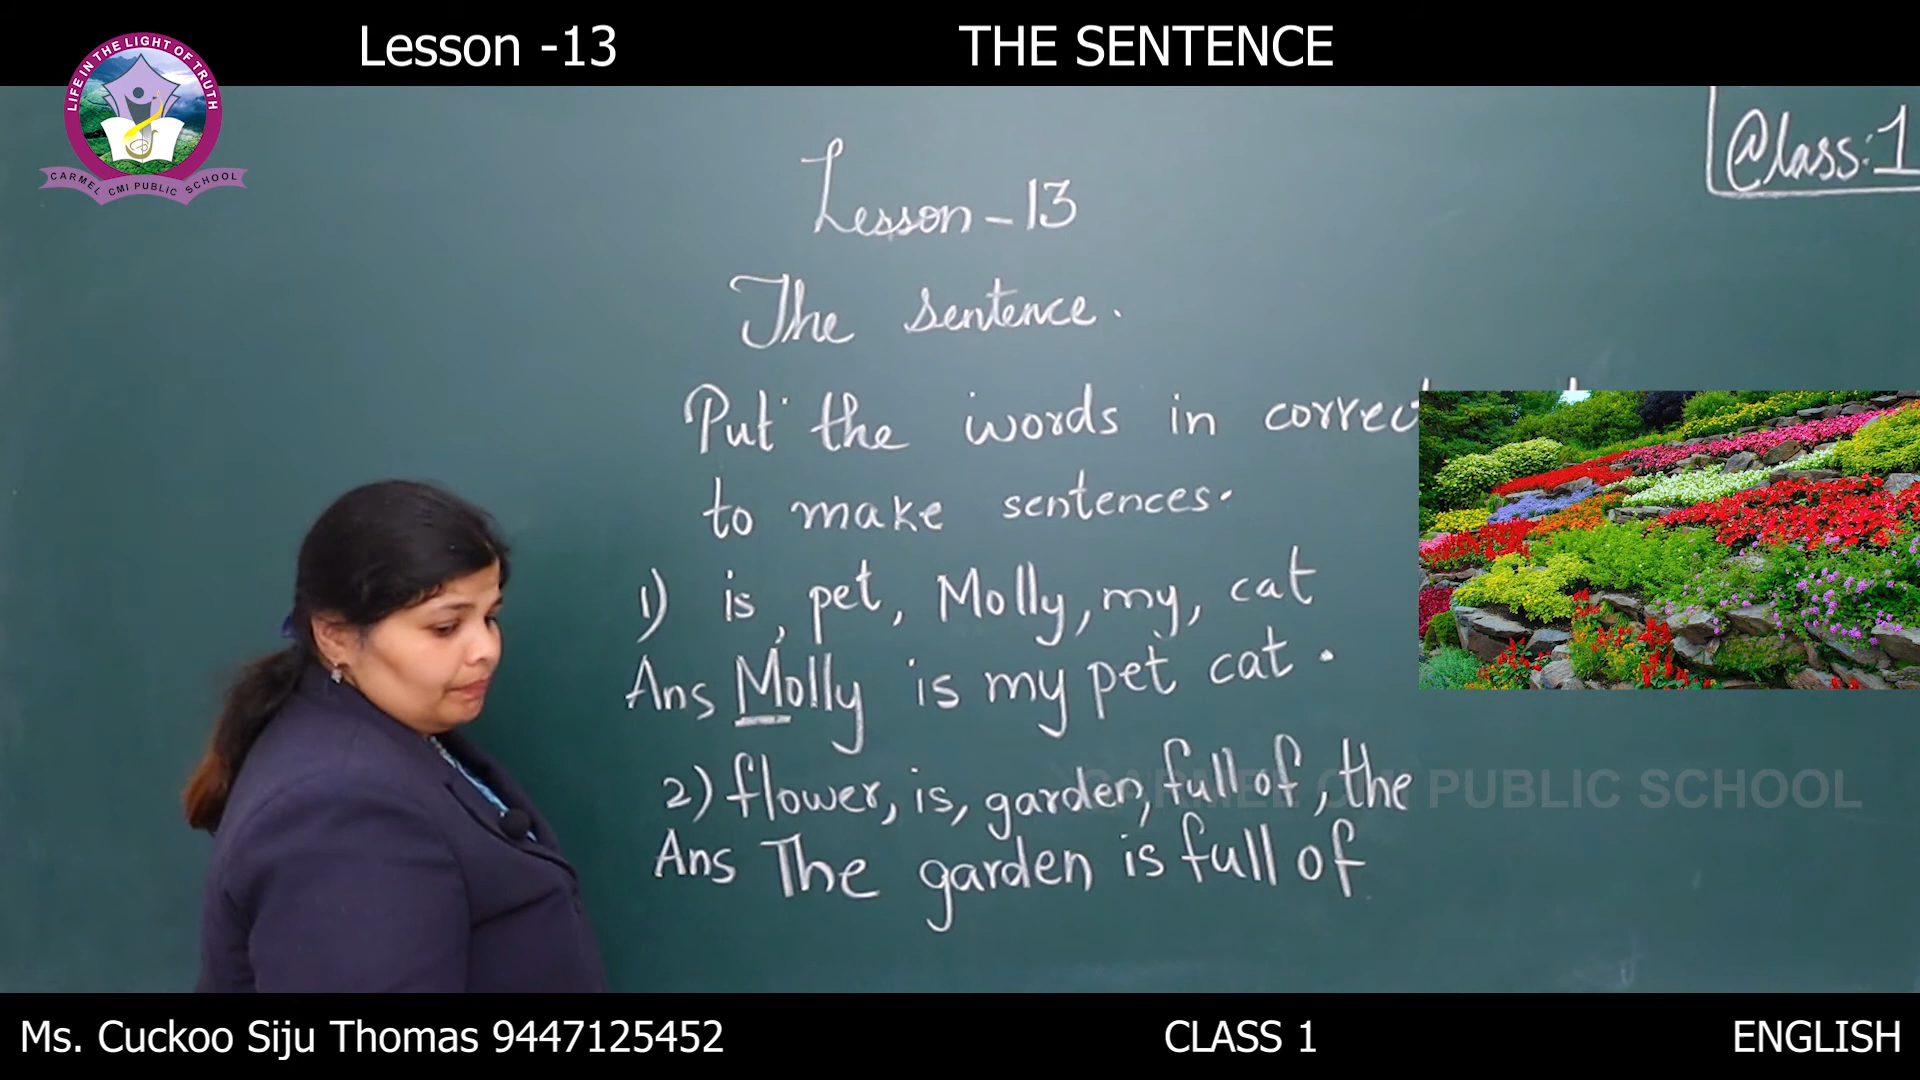 Lesson -13
THE SENTENCE
LIFE IN THE LIGHT OF TRUTH
CARMEL CMI PUBLIC SCHOOL
Class:1
Lesson - 13
The sentence.
Put the words in correc
to make sentences.
1) is, pet, Molly, my, cat
Ans Molly is my pet cat.
2) flower, is, garden, full of, the
CARMEL CMI PUBLIC SCHOOL
Ans The garden is full of
Ms. Cuckoo Siju Thomas 9447125452
CLASS 1
ENGLISH